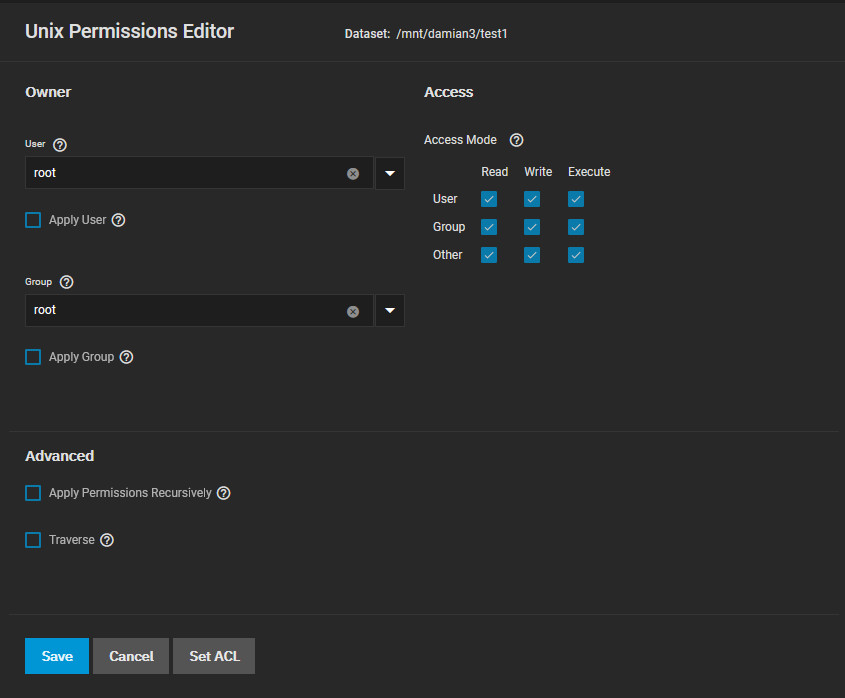 Unix Permissions Editor
Dataset: /mnt/damian3/test1
Owner
User
root
Apply User
Group
root
Apply Group
Access
Access Mode
Read Write Execute
User
Group
Other
Advanced
Apply Permissions Recursively
Traverse
Save Cancel Set ACL